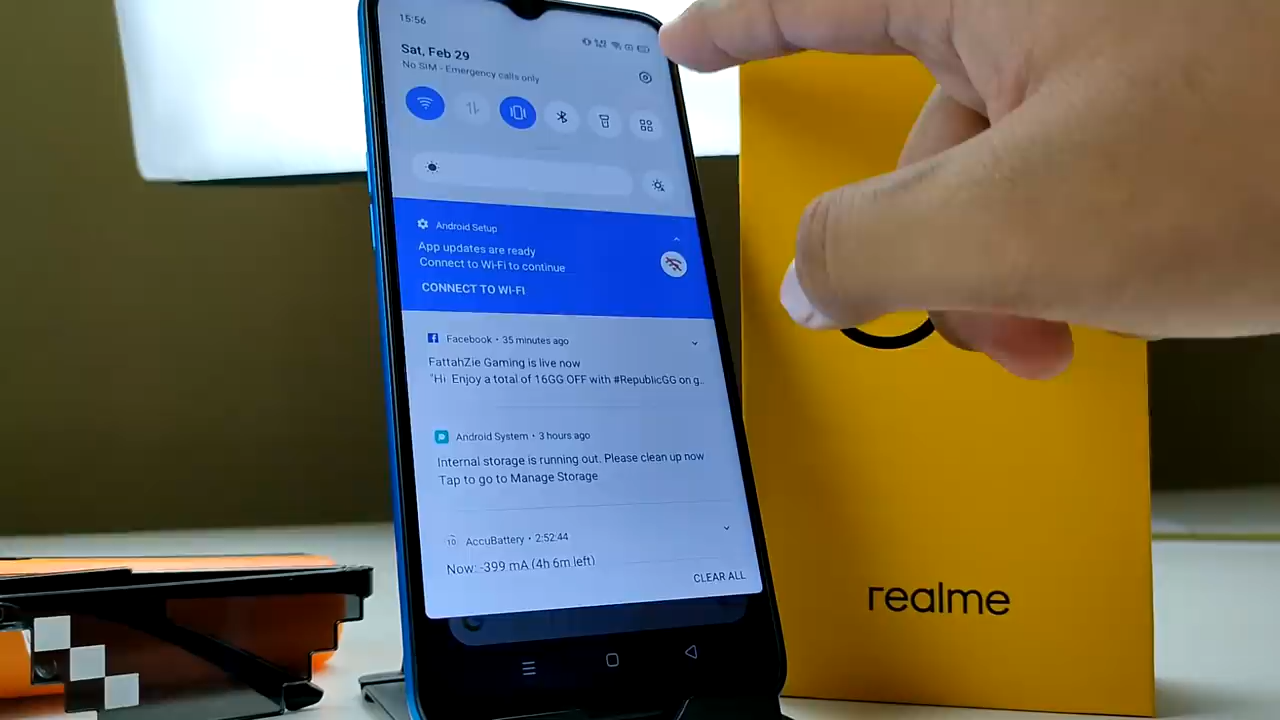 15:56
Sat, Feb 29
No SIM - Emergency calls only
Android Setup
App updates are ready
Connect to Wi-Fi to continue
CONNECT TO WI-FI
Facebook • 35 minutes ago
FattahZie Gaming is live now
"Hi Enjoy a total of 16GG OFF with #RepublicGG on g..
Android System • 3 hours ago
Internal storage is running out. Please clean up now
Tap to go to Manage Storage
10 AccuBattery • 2:52:44
Now: -399 mA (4h 6m left)
CLEAR ALL
realme